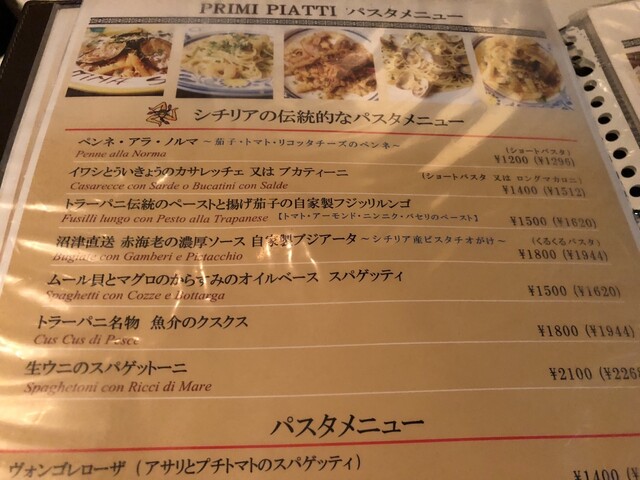 PRIMI PIATTI パスタメニュー
シチリアの伝統的なパスタメニュー
ペンネ・アラ・ノルマ ~茄子・トマト・リコッタチーズのペンネ~ (ショートパスタ)
Penne alla Norma ¥1200 (¥1296)
イワシとういきょうのカサレッチェ 又は ブカティーニ (ショートパスタ 又は ロングマカロニ)
Casarecce con Sarde o Bucatini con Salde ¥1400 (¥1512)
トラーパニ伝統のペーストと揚げ茄子の自家製フジッリルンゴ
Fusilli lungo con Pesto alla Trapanese 【トマト・アーモンド・ニンニク・バセリのペースト】 ¥1500 (¥1620)
沼津直送 赤海老の濃厚ソース 自家製ブジアータ ~シチリア産ピスタチオがけ~ (くるくるパスタ)
con Gamberi e Pistacchio ¥1800 (¥1944)
ムール貝とマグロのからすみのオイルベース スパゲッティ
Spaghetti con Cozze e Bottarga ¥1500 (¥1620)
トラーパニ名物 魚介のクスクス
Cus Cus di Pesce ¥1800 (¥1944)
生ウニのスパゲットーニ
Spaghetoni con Ricci di Mare ¥2100 (¥2268
パスタメニュー
ヴォンゴレローザ (アサリとプチトマトのスパゲッティ)
¥1400 (¥